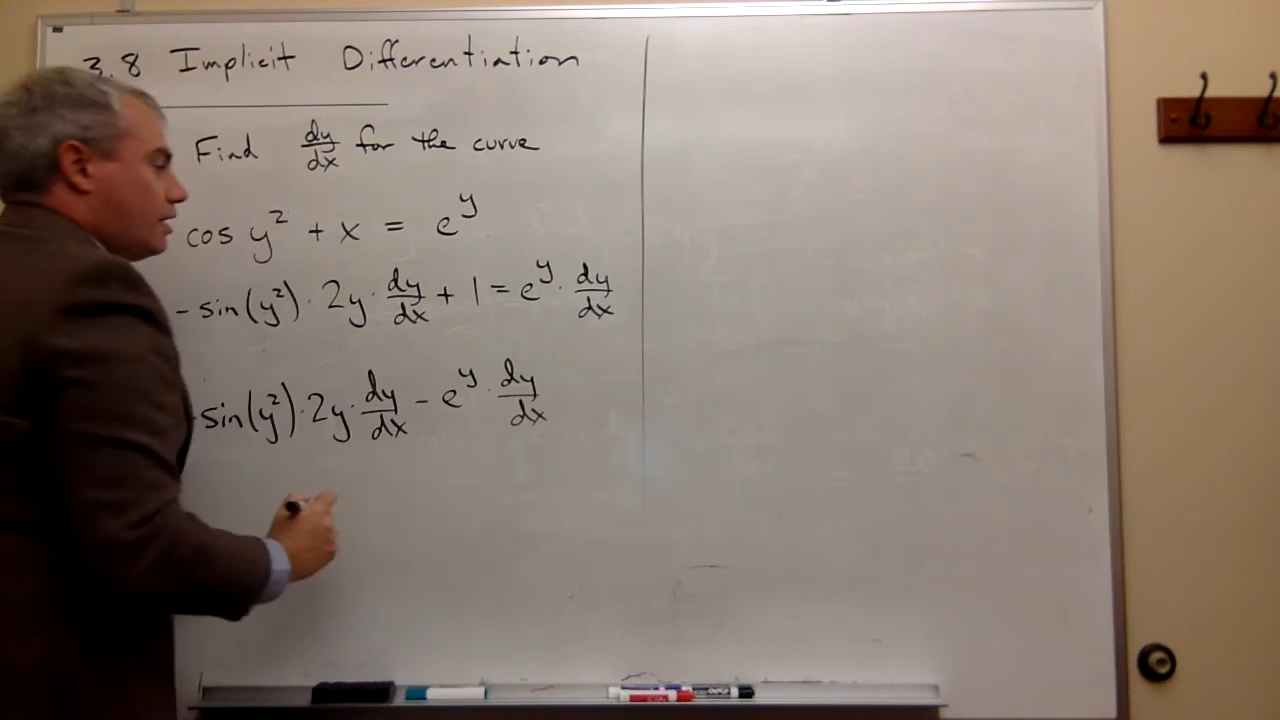 3.8 Implicit Differentiation
Find dy/dx for the curve
cos y² + x = e^y
-sin(y²) · 2y · dy/dx + 1 = e^y · dy/dx
-sin(y²) · 2y · dy/dx - e^y · dy/dx